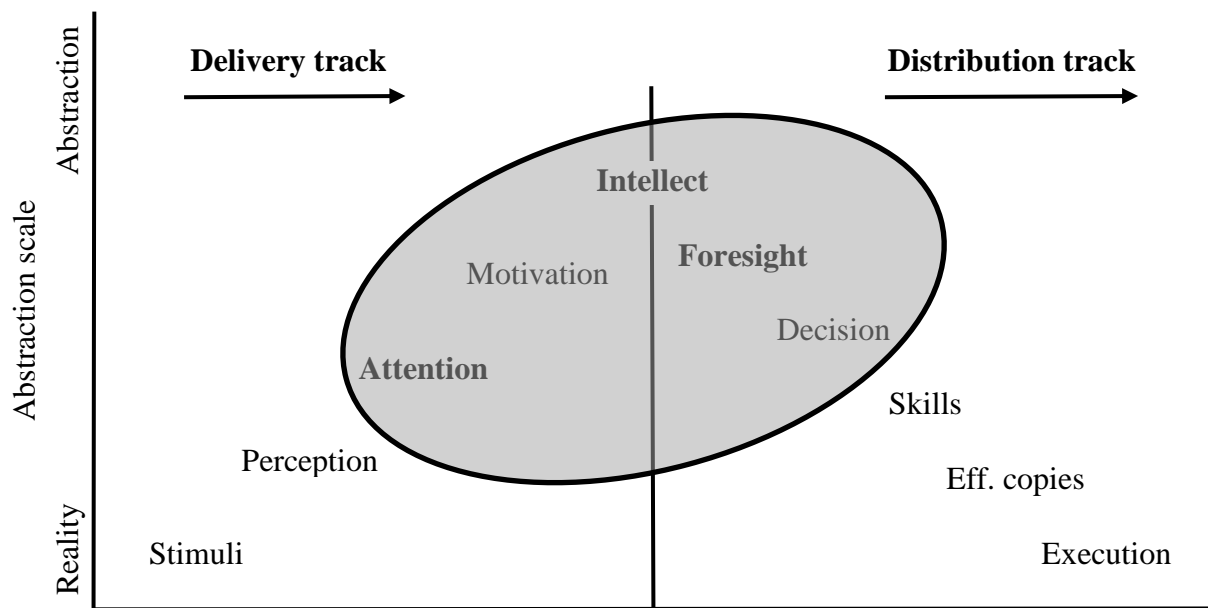 Abstraction
Abstraction scale
Reality
Delivery track
Distribution track
Intellect
Foresight
Motivation
Decision
Attention
Skills
Perception
Eff. copies
Stimuli
Execution